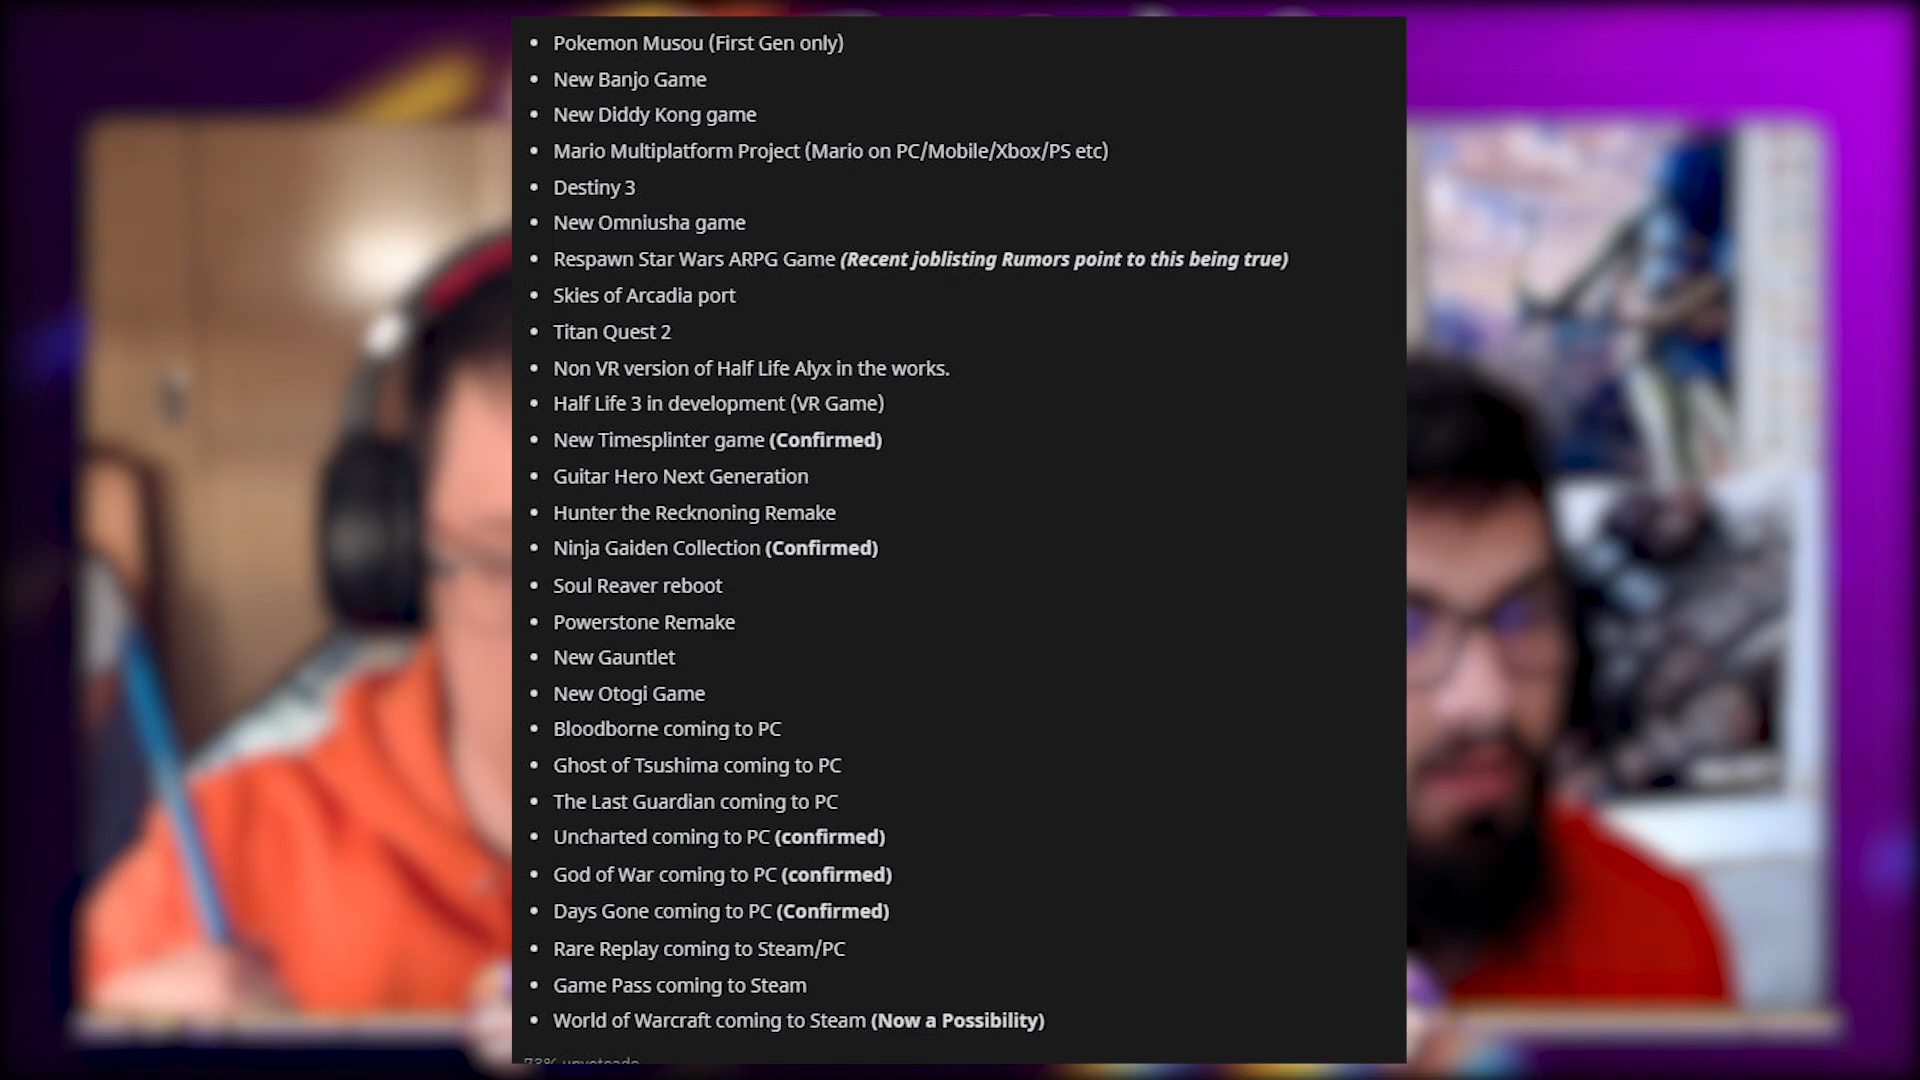 • Pokemon Musou (First Gen only)
• New Banjo Game
• New Diddy Kong game
• Mario Multiplatform Project (Mario on PC/Mobile/Xbox/PS etc)
• Destiny 3
• New Omniusha game
• Respawn Star Wars ARPG Game (Recent joblisting Rumors point to this being true)
• Skies of Arcadia port
• Titan Quest 2
• Non VR version of Half Life Alyx in the works.
• Half Life 3 in development (VR Game)
• New Timesplinter game (Confirmed)
• Guitar Hero Next Generation
• Hunter the Recknoning Remake
• Ninja Gaiden Collection (Confirmed)
• Soul Reaver reboot
• Powerstone Remake
• New Gauntlet
• New Otogi Game
• Bloodborne coming to PC
• Ghost of Tsushima coming to PC
• The Last Guardian coming to PC
• Uncharted coming to PC (confirmed)
• God of War coming to PC (confirmed)
• Days Gone coming to PC (Confirmed)
• Rare Replay coming to Steam/PC
• Game Pass coming to Steam
• World of Warcraft coming to Steam (Now a Possibility)